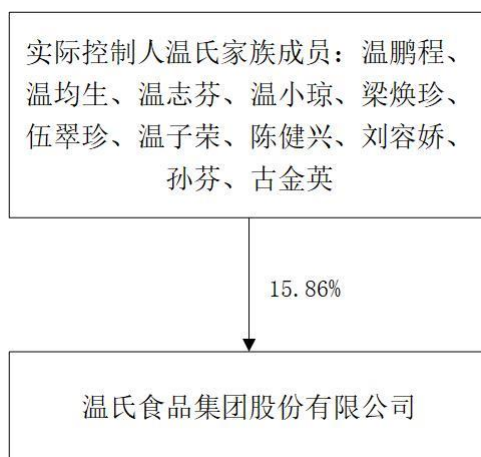 实际控制人温氏家族成员：温鹏程、
温均生、温志芬、温小琼、梁焕珍、
伍翠珍、温子荣、陈健兴、刘容娇、
孙芬、古金英
15.86%
温氏食品集团股份有限公司